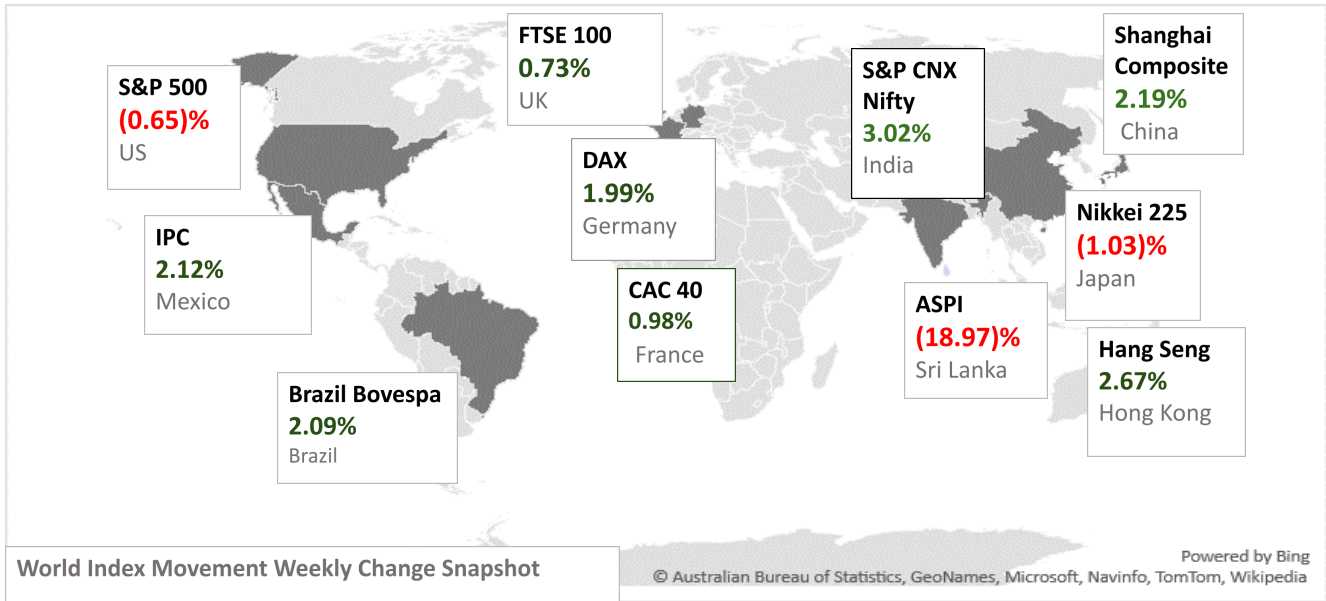 FTSE 100
0.73%
UK
Shanghai
Composite
2.19%
China
S&P CNX
Nifty
3.02%
India
S&P 500
(0.65)%
US
DAX
1.99%
Germany
Nikkei 225
(1.03)%
Japan
IPC
2.12%
Mexico
CAC 40
0.98%
France
ASPI
(18.97)%
Sri Lanka
Hang Seng
2.67%
Hong Kong
Brazil Bovespa
2.09%
Brazil
World Index Movement Weekly Change Snapshot
Powered by Bing
© Australian Bureau of Statistics, GeoNames, Microsoft, Navinfo, TomTom, Wikipedia